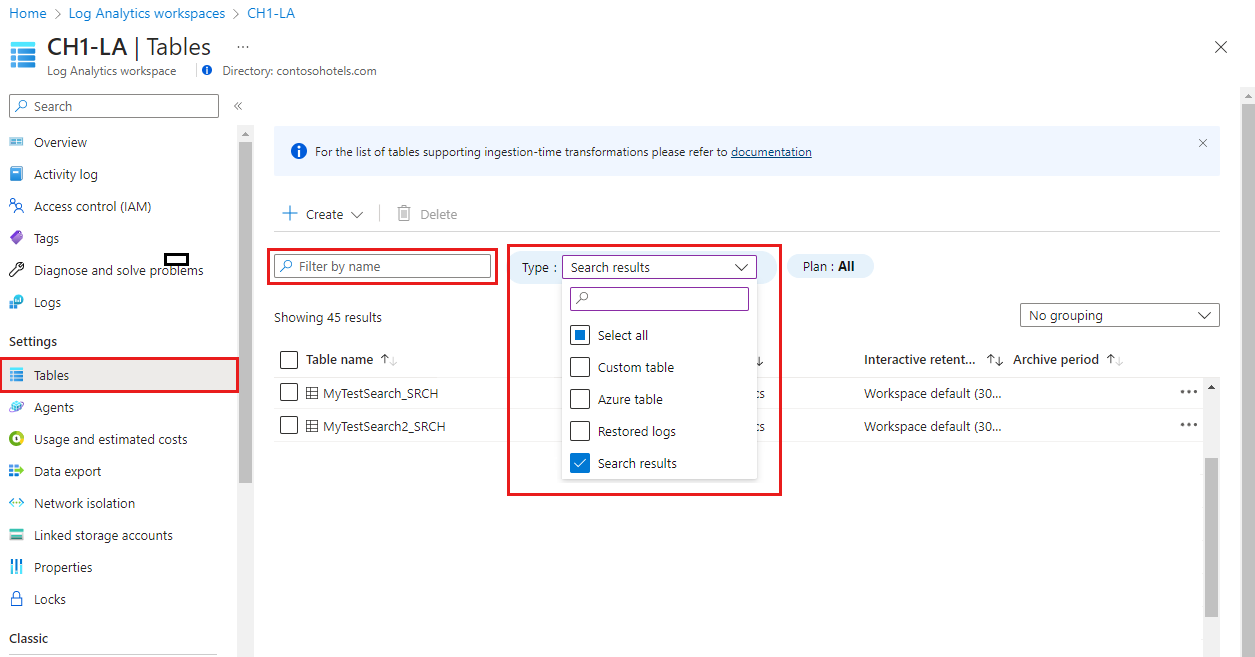 Home > Log Analytics workspaces > CH1-LA
CH1-LA | Tables ...
Log Analytics workspace
Directory: contosohotels.com
Search
«
Overview
Activity log
Access control (IAM)
Tags
Diagnose and solve problems
Logs
Settings
Tables
Agents
Usage and estimated costs
Data export
Network isolation
Linked storage accounts
Properties
Locks
Classic
For the list of tables supporting ingestion-time transformations please refer to documentation
Create
Delete
Filter by name
Type : Search results
Plan : All
Select all
Custom table
Azure table
Restored logs
Search results
Showing 45 results
No grouping
Table name Interactive retent... Archive period
MyTestSearch_SRCH Workspace default (30...
MyTestSearch2_SRCH Workspace default (30...